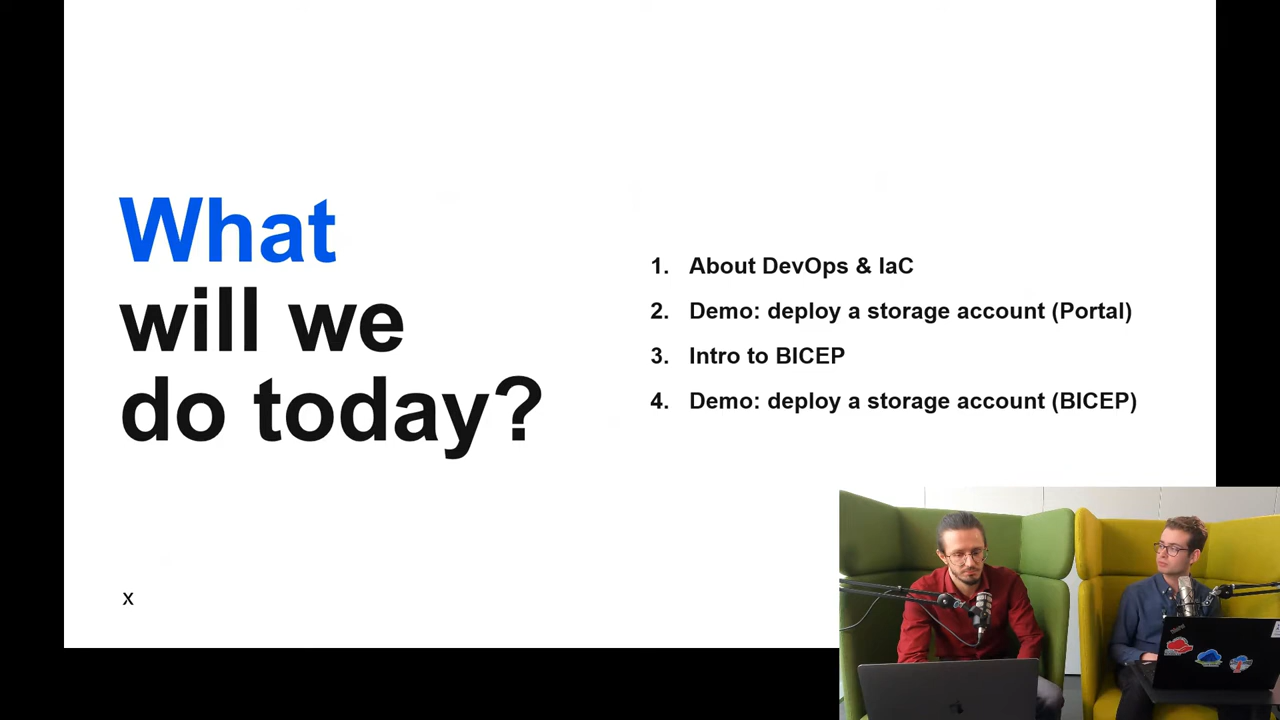 What
will we
do today?
1. About DevOps & IaC
2. Demo: deploy a storage account (Portal)
3. Intro to BICEP
4. Demo: deploy a storage account (BICEP)
x